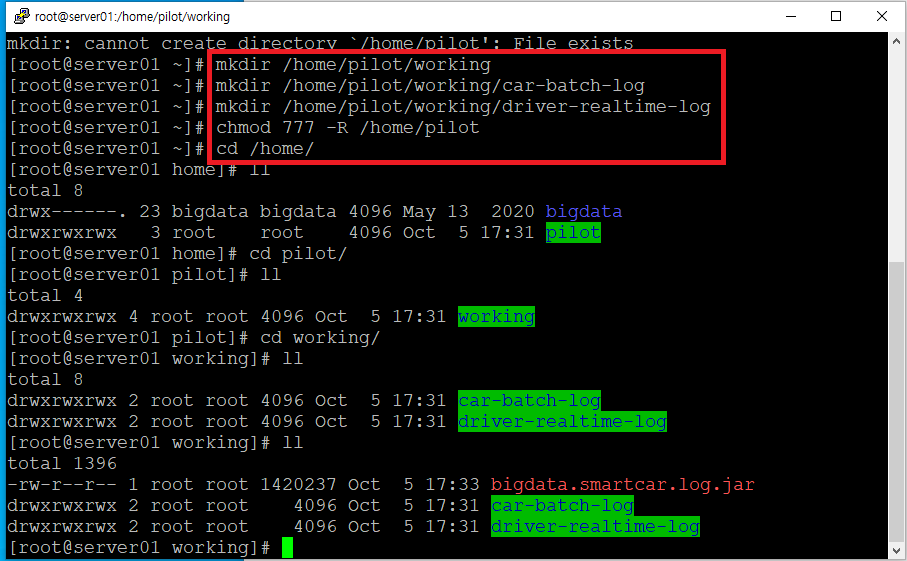 root@server01:/home/pilot/working
mkdir: cannot create directory `/home/pilot': File exists
[root@server01 ~]# mkdir /home/pilot/working
[root@server01 ~]# mkdir /home/pilot/working/car-batch-log
[root@server01 ~]# mkdir /home/pilot/working/driver-realtime-log
[root@server01 ~]# chmod 777 -R /home/pilot
[root@server01 ~]# cd /home/
[root@server01 home]# ll
total 8
drwx------. 23 bigdata bigdata 4096 May 13  2020 bigdata
drwxrwxrwx   3 root    root    4096 Oct  5 17:31 pilot
[root@server01 home]# cd pilot/
[root@server01 pilot]# ll
total 4
drwxrwxrwx 4 root root 4096 Oct  5 17:31 working
[root@server01 pilot]# cd working/
[root@server01 working]# ll
total 8
drwxrwxrwx 2 root root 4096 Oct  5 17:31 car-batch-log
drwxrwxrwx 2 root root 4096 Oct  5 17:31 driver-realtime-log
[root@server01 working]# ll
total 1396
-rw-r--r-- 1 root root 1420237 Oct  5 17:33 bigdata.smartcar.log.jar
drwxrwxrwx 2 root root    4096 Oct  5 17:31 car-batch-log
drwxrwxrwx 2 root root    4096 Oct  5 17:31 driver-realtime-log
[root@server01 working]#